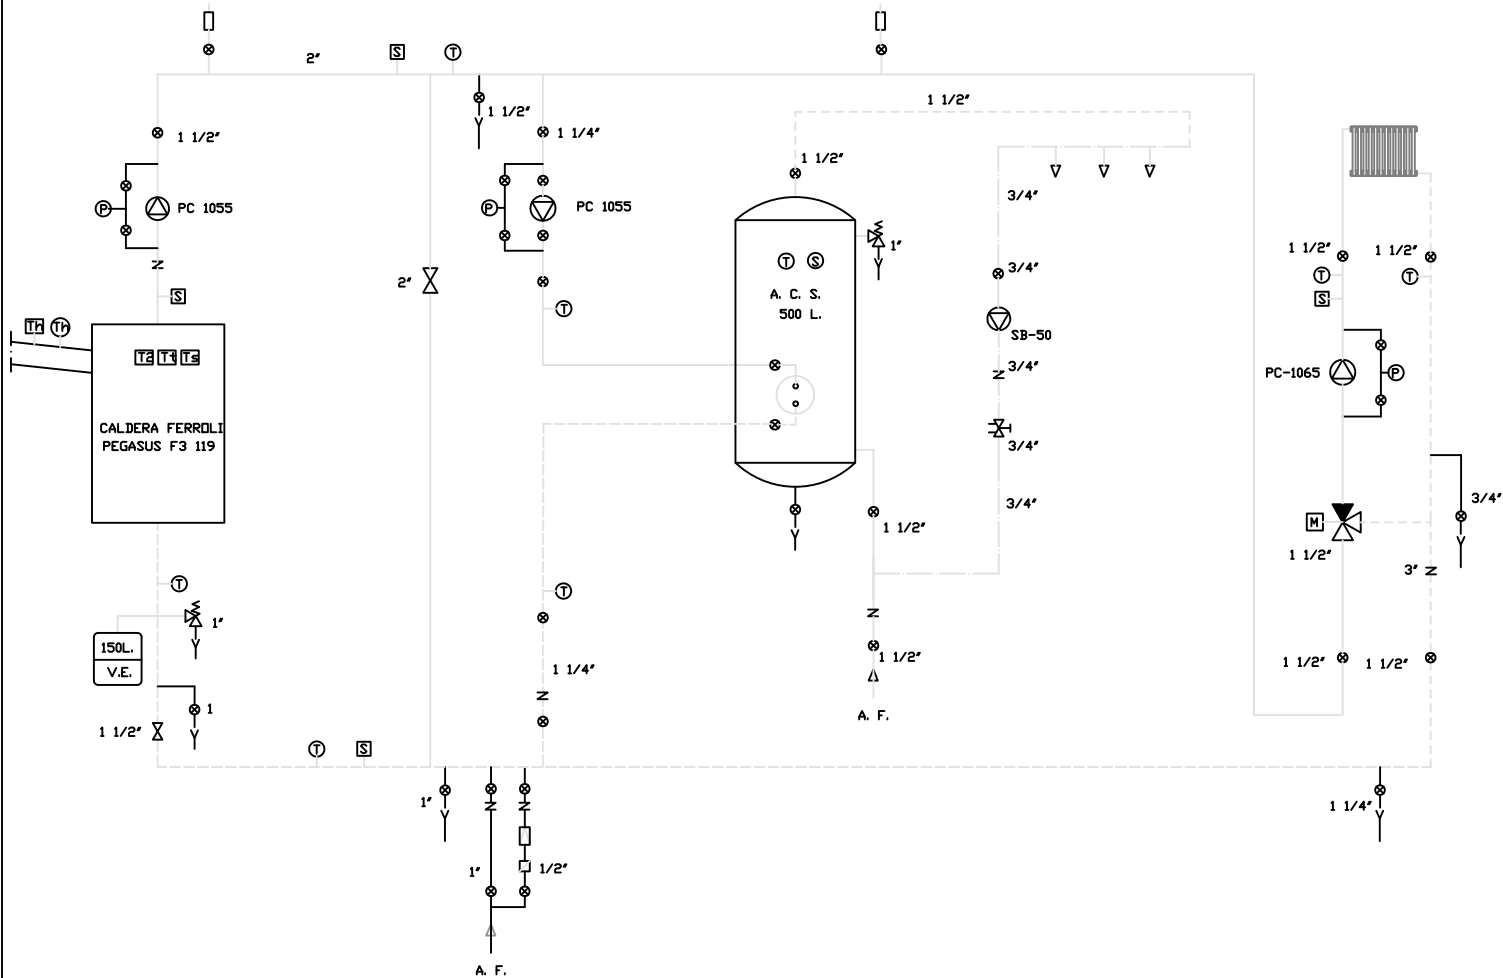 2"
S
T
1 1/2"
1 1/2"
1 1/4"
1 1/2"
1 1/2"
P
PC 1055
P
PC 1055
3/4"
1"
1 1/2"
1 1/2"
S
2"
T
T
S
A. C. S.
500 L.
3/4"
SB-50
T
S
T
Th
Th
T2
Tt
Ts
3/4"
PC-1065
P
CALDERA FERROLI
PEGASUS F3 119
3/4"
3/4"
3/4"
1 1/2"
M
1 1/2"
3"
T
T
1"
150L.
V.E.
1 1/4"
1 1/2"
1 1/2"
1 1/2"
1
1 1/2"
A. F.
T
S
1"
1 1/4"
1"
1/2"
A. F.